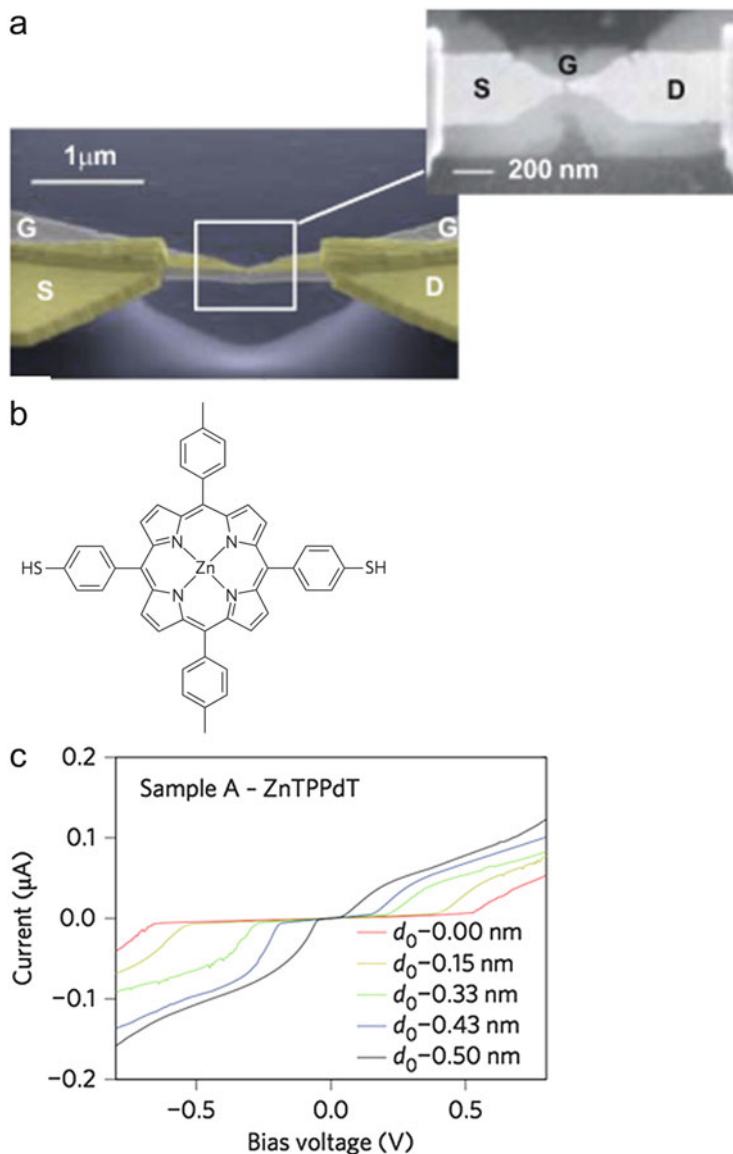 a
G
S
D
200 nm
1μm
G
G
S
D
b
HS
N
N
Zn
SH
N
N
c
0.2
Sample A – ZnTPPdT
0.1
Current (μA)
0.0
d₀–0.00 nm
d₀–0.15 nm
–0.1
d₀–0.33 nm
d₀–0.43 nm
d₀–0.50 nm
–0.2
–0.5
0.0
0.5
Bias voltage (V)